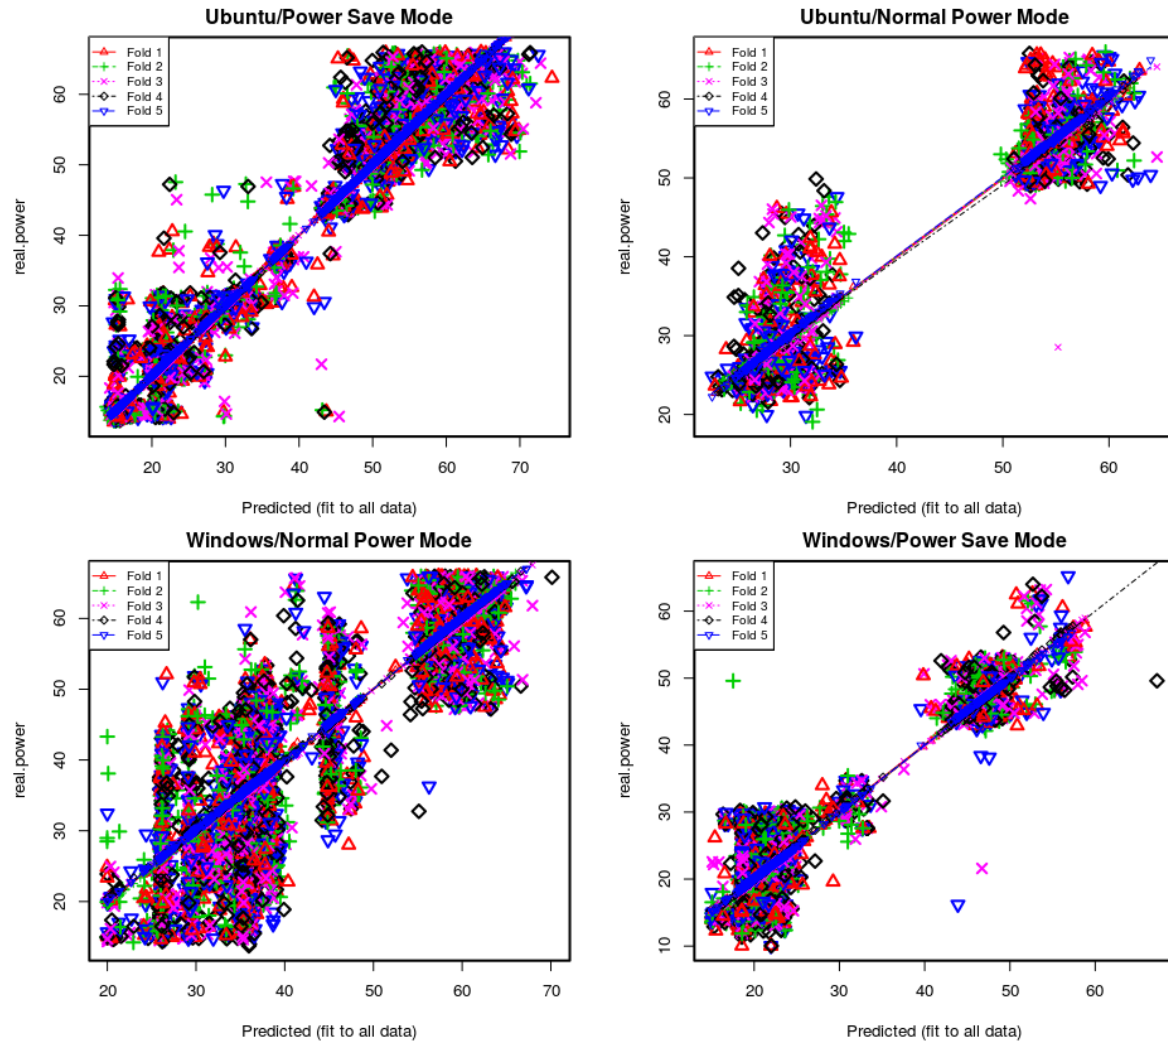 Ubuntu/Power Save Mode
Fold 1
Fold 2
Fold 3
Fold 4
Fold 5
real.power
60
50
40
30
20
20 30 40 50 60 70
Predicted (fit to all data)
Ubuntu/Normal Power Mode
Fold 1
Fold 2
Fold 3
Fold 4
Fold 5
real.power
60
50
40
30
20
30 40 50 60
Predicted (fit to all data)
Windows/Normal Power Mode
Fold 1
Fold 2
Fold 3
Fold 4
Fold 5
real.power
60
50
40
30
20
20 30 40 50 60 70
Predicted (fit to all data)
Windows/Power Save Mode
Fold 1
Fold 2
Fold 3
Fold 4
Fold 5
real.power
60
50
40
30
20
10
20 30 40 50 60
Predicted (fit to all data)